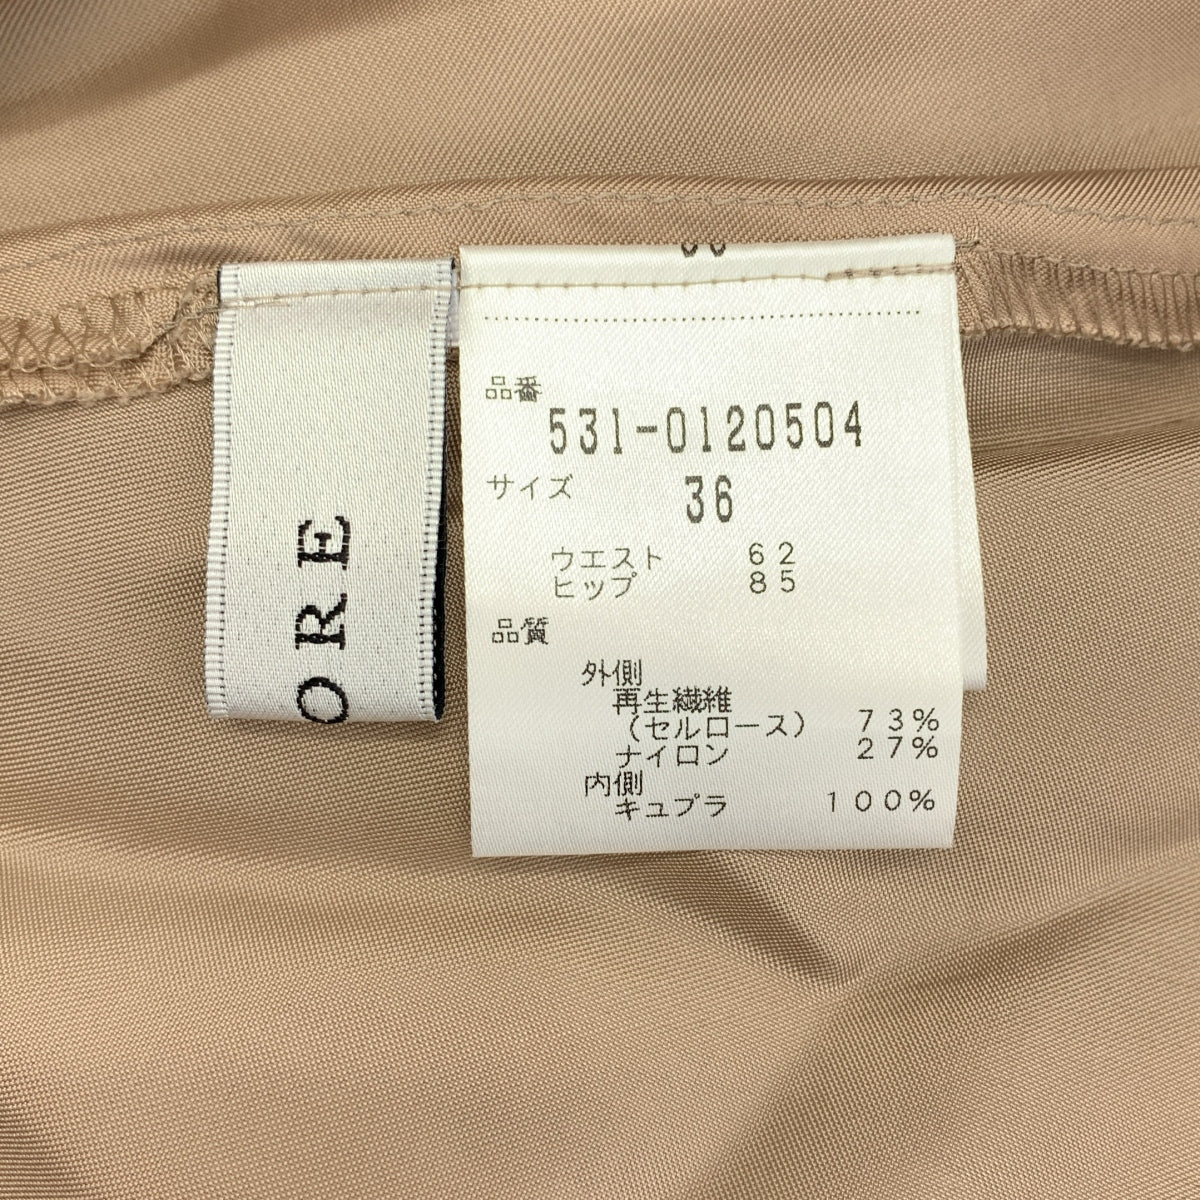 ORE
品番
531-0120504
サイズ 36
ウエスト 62
ヒップ 85
品質
外側
再生繊維
(セルロース) 73%
ナイロン 27%
内側
キュプラ 100%